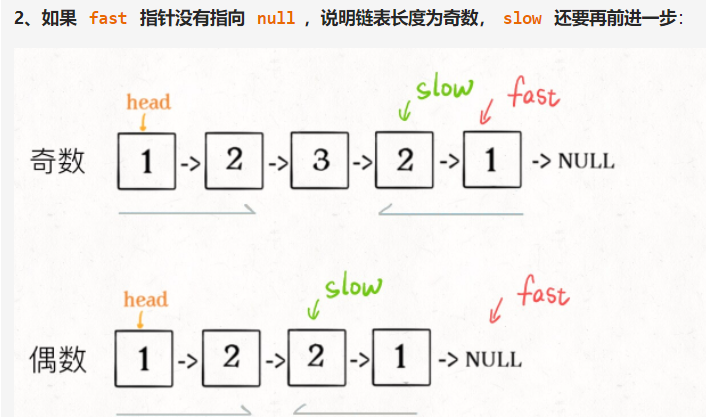 2、如果 fast 指针没有指向 null ，说明链表长度为奇数， slow 还要再前进一步：
slow fast
head
奇数 1 -> 2 -> 3 -> 2 -> 1 -> NULL
slow fast
head
偶数 1 -> 2 -> 2 -> 1 -> NULL